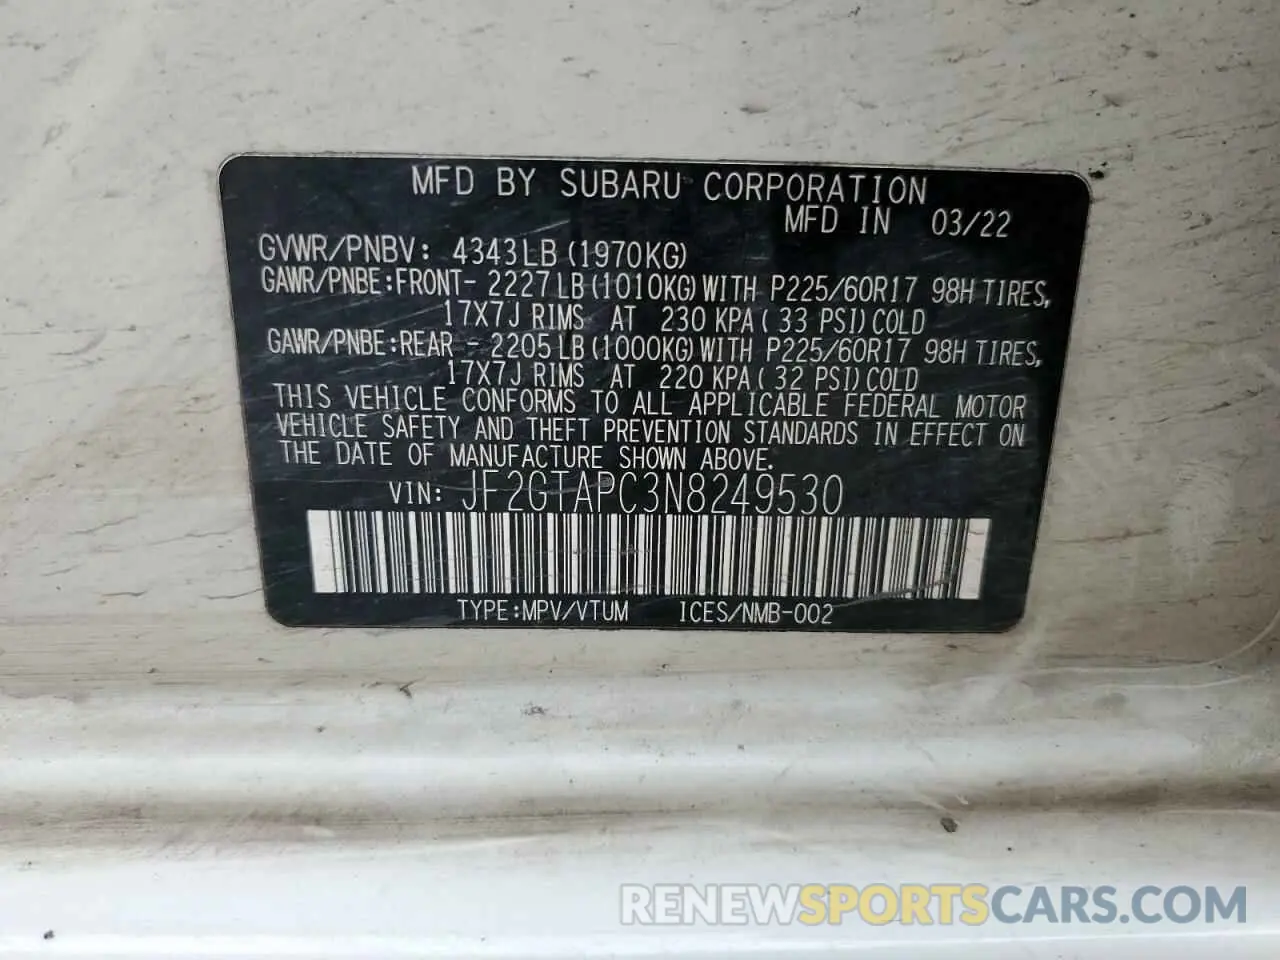 MFD BY SUBARU CORPORATION
MFD IN 03/22
GVWR/PNBV: 4343LB (1970KG)
GAWR/PNBE:FRONT- 2227LB(1010KG)WITH P225/60R17 98H TIRES,
17X7J RIMS AT 230 KPA( 33 PSI)COLD
GAWR/PNBE:REAR - 2205LB(1000KG)WITH P225/60R17 98H TIRES,
17X7J RIMS AT 220 KPA( 32 PSI)COLD
THIS VEHICLE CONFORMS TO ALL APPLICABLE FEDERAL MOTOR
VEHICLE SAFETY AND THEFT PREVENTION STANDARDS IN EFFECT ON
THE DATE OF MANUFACTURE SHOWN ABOVE.
VIN: JF2GTAPC3N8249530
TYPE:MPV/VTUM ICES/NMB-002
RENEWSPORTSCARS.COM